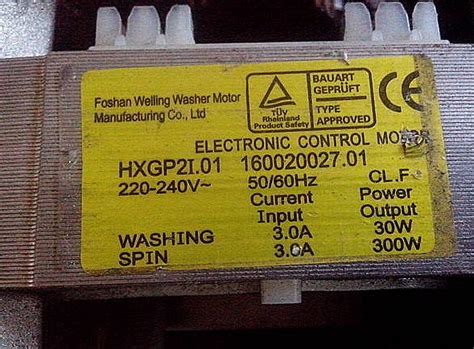 Foshan Welling Washer Motor
Manufacturing Co., Ltd
TÜV
Rheinland
Product Safety
BAUART
GEPRÜFT
TYPE
APPROVED
CE
ELECTRONIC CONTROL MOTOR
HXGP2I.01 160020027.01
220-240V~ 50/60Hz CL.F.
Current Power
Input Output
WASHING 3.0A 30W
SPIN 3.0A 300W